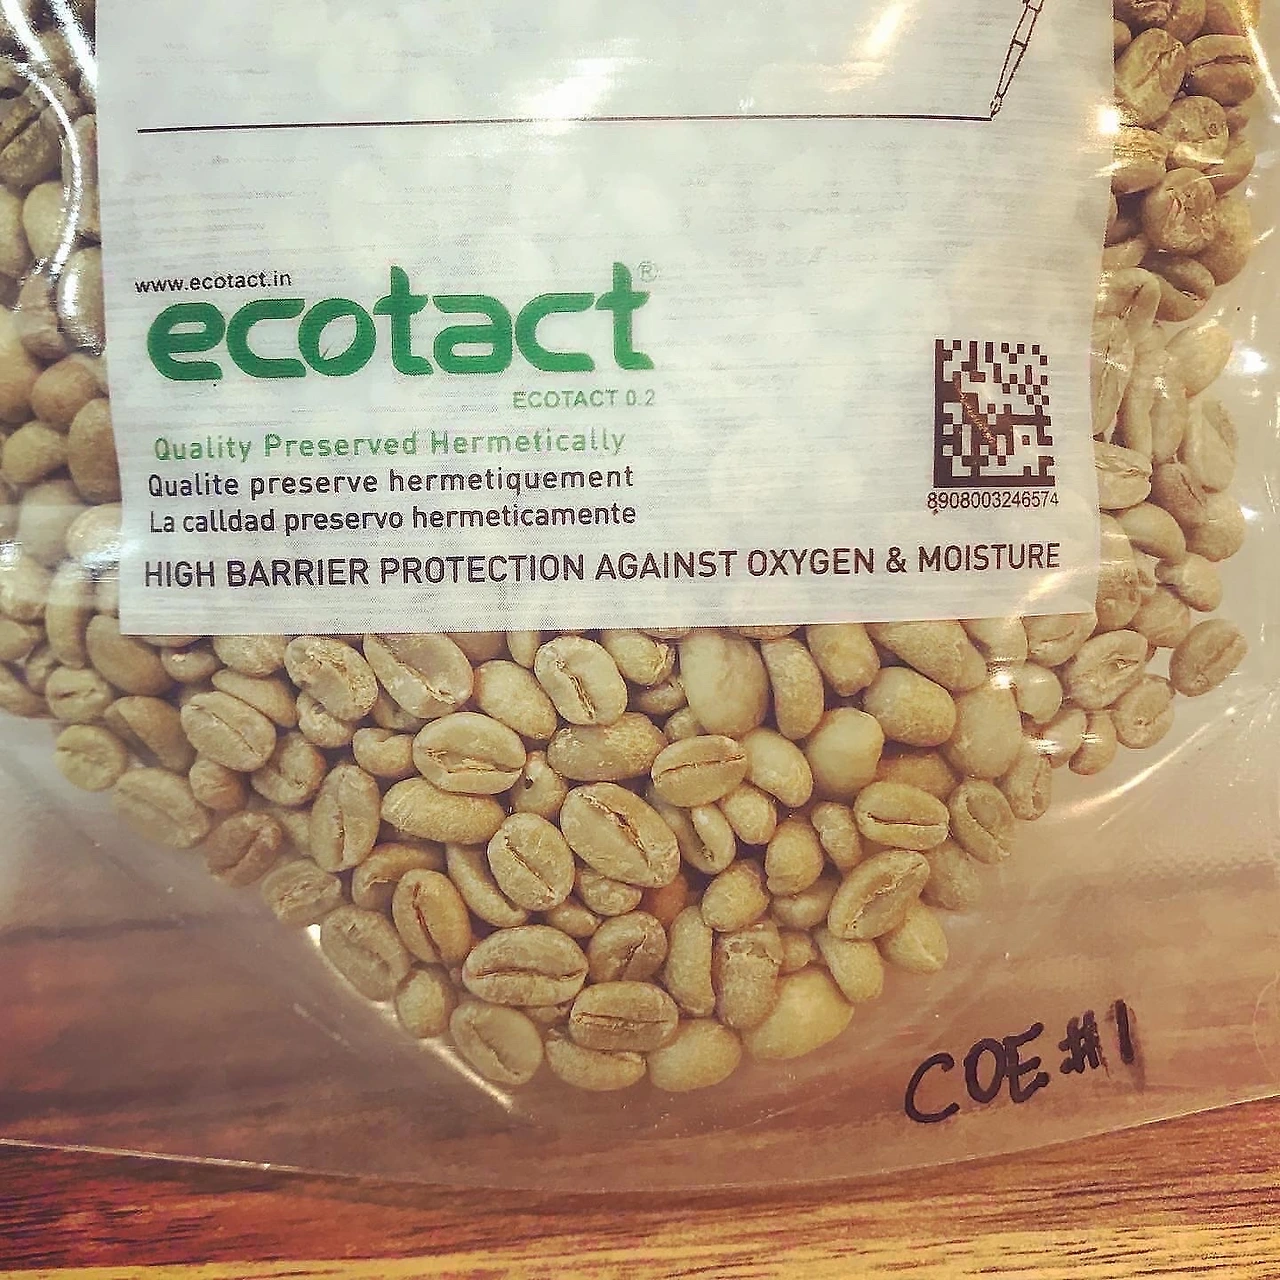 www.ecotact.in
ecotact®
ECOTACT 0.2
Quality Preserved Hermetically
Qualite preserve hermetiquement
La calldad preservo hermeticamente
8908003246574
HIGH BARRIER PROTECTION AGAINST OXYGEN & MOISTURE
COE #1